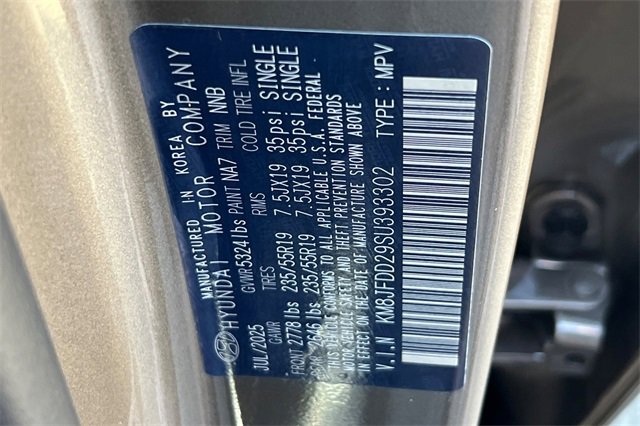 MANUFACTURED IN KOREA BY
HYUNDAI MOTOR COMPANY
JUL/2025 GVWR 5324 lbs PAINT NA7 TRIM NNB
GAWR TIRES RIMS COLD TIRE INFL
FRONT 2778 lbs 235/55R19 7.5JX19 35psi SINGLE
2646 lbs 235/55R19 7.5JX19 35psi SINGLE
THIS VEHICLE CONFORMS TO ALL APPLICABLE U.S.A. FEDERAL
MOTOR VEHICLE SAFETY AND THEFT PREVENTION STANDARDS
IN EFFECT ON THE DATE OF MANUFACTURE SHOWN ABOVE
V.I.N KM8JFDD29SU393302 TYPE : MPV